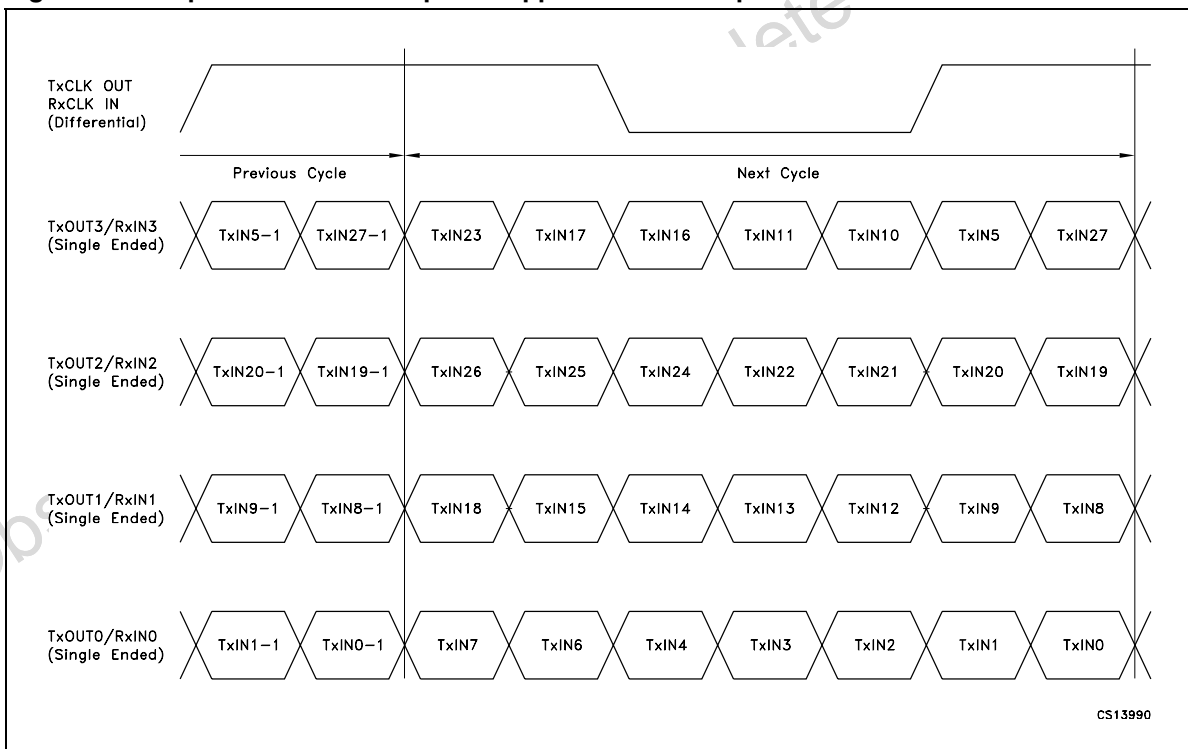 TxCLK OUT
RxCLK IN
(Differential)
Previous Cycle
Next Cycle
TxOUT3/RxIN3
(Single Ended)
TxIN5-1 TxIN27-1 TxIN23 TxIN17 TxIN16 TxIN11 TxIN10 TxIN5 TxIN27
TxOUT2/RxIN2
(Single Ended)
TxIN20-1 TxIN19-1 TxIN26 TxIN25 TxIN24 TxIN22 TxIN21 TxIN20 TxIN19
TxOUT1/RxIN1
(Single Ended)
TxIN9-1 TxIN8-1 TxIN18 TxIN15 TxIN14 TxIN13 TxIN12 TxIN9 TxIN8
TxOUT0/RxIN0
(Single Ended)
TxIN1-1 TxIN0-1 TxIN7 TxIN6 TxIN4 TxIN3 TxIN2 TxIN1 TxIN0
CS13990